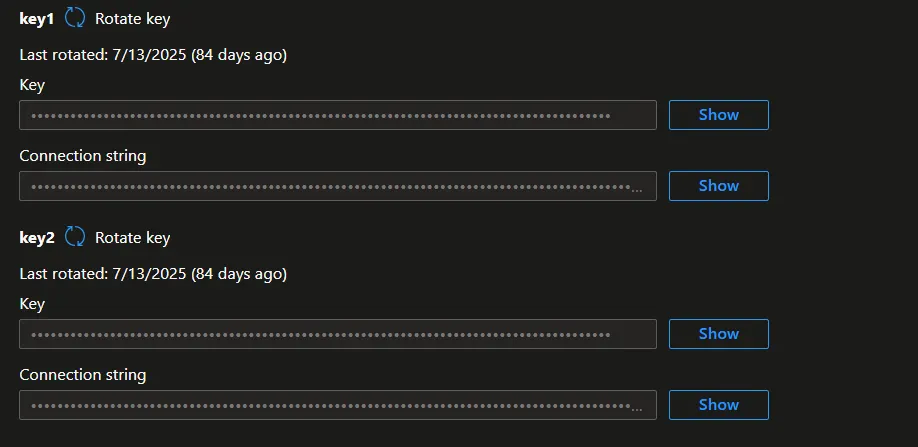 key1 Rotate key
Last rotated: 7/13/2025 (84 days ago)
Key
Show
Connection string
... Show
key2 Rotate key
Last rotated: 7/13/2025 (84 days ago)
Key
Show
Connection string
... Show